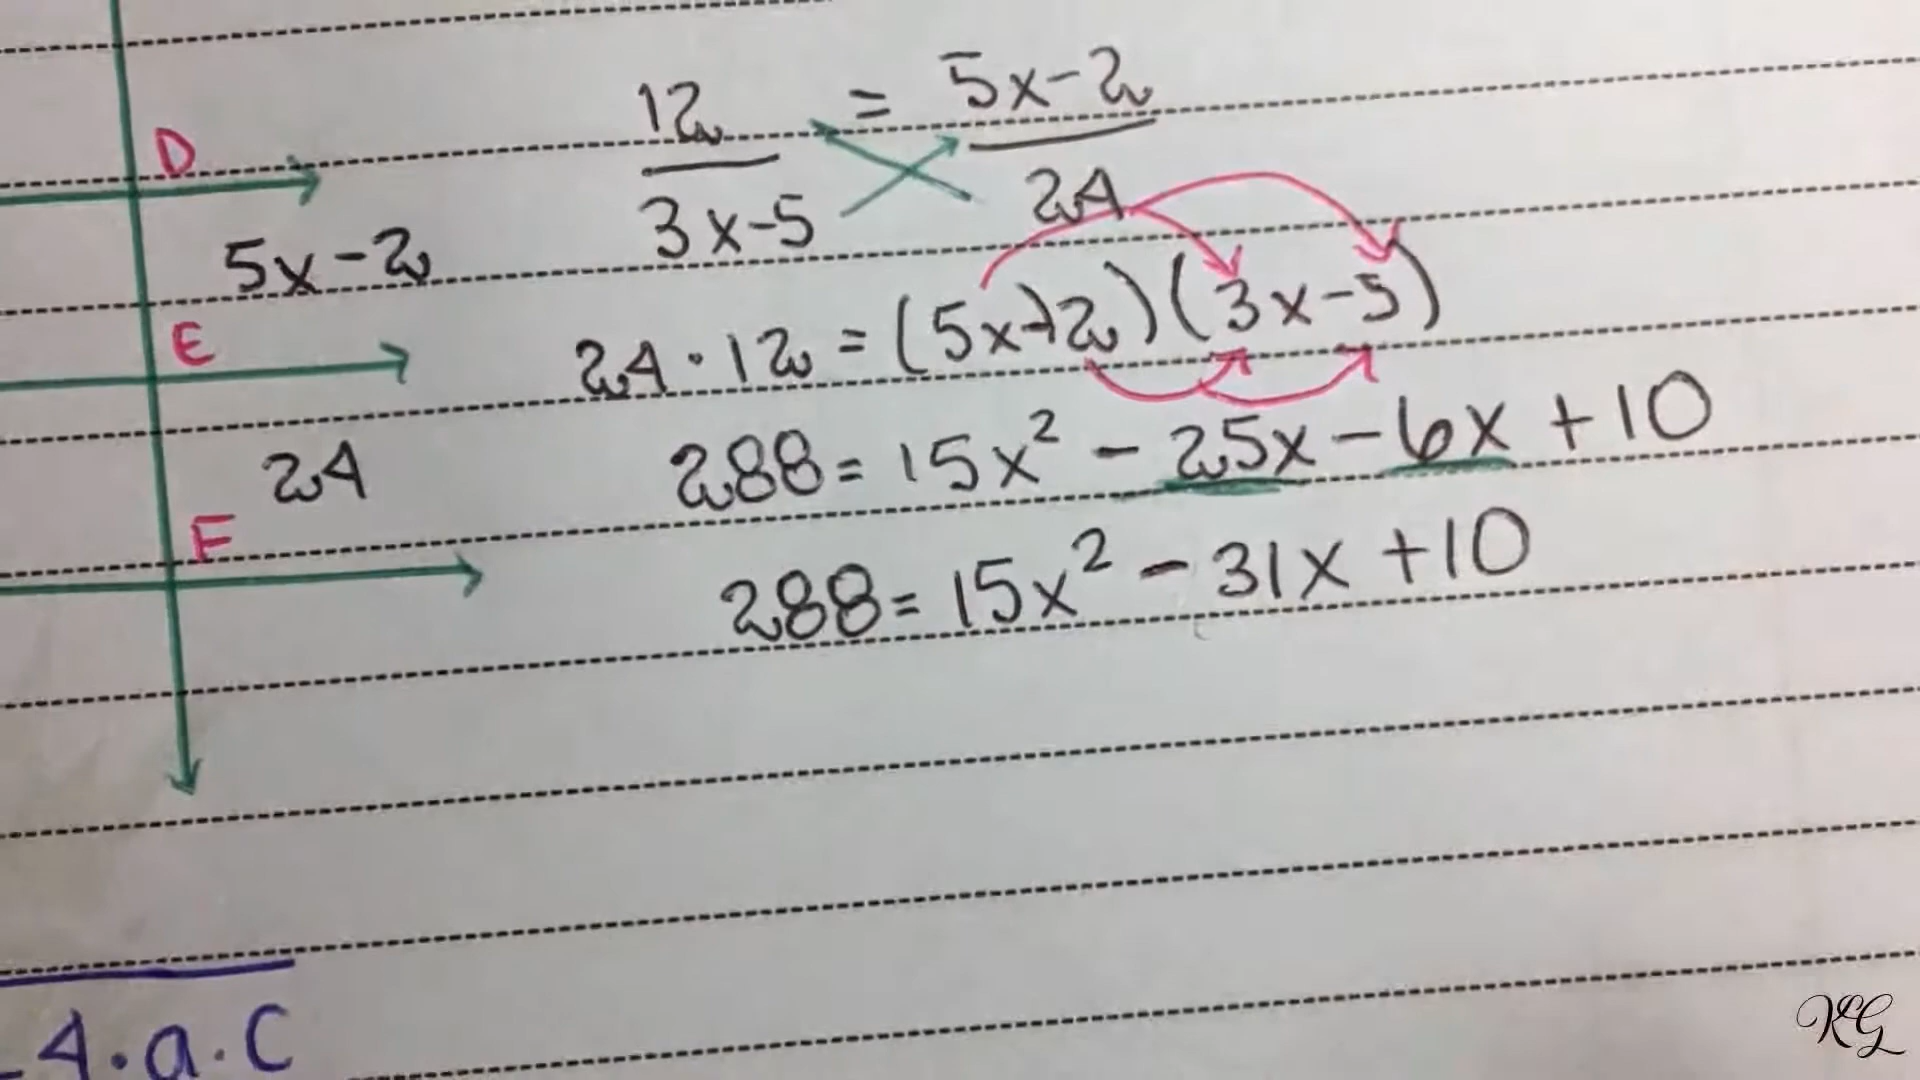 12/(3x-5) = (5x-2)/24
D
5x-2
E
24·12 = (5x-2)(3x-5)
24
288 = 15x² - 25x - 6x + 10
F
288 = 15x² - 31x + 10
-4·a·c
KG